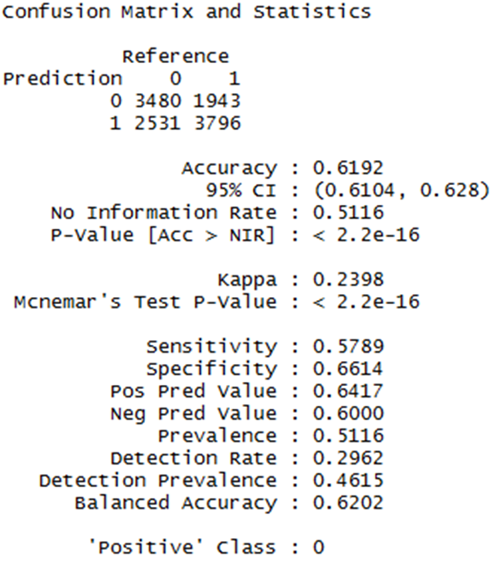 Confusion Matrix and Statistics
Reference
Prediction 0 1
0 3480 1943
1 2531 3796
Accuracy : 0.6192
95% CI : (0.6104, 0.628)
No Information Rate : 0.5116
P-Value [Acc > NIR] : < 2.2e-16
Kappa : 0.2398
Mcnemar's Test P-Value : < 2.2e-16
Sensitivity : 0.5789
Specificity : 0.6614
Pos Pred Value : 0.6417
Neg Pred Value : 0.6000
Prevalence : 0.5116
Detection Rate : 0.2962
Detection Prevalence : 0.4615
Balanced Accuracy : 0.6202
'Positive' Class : 0